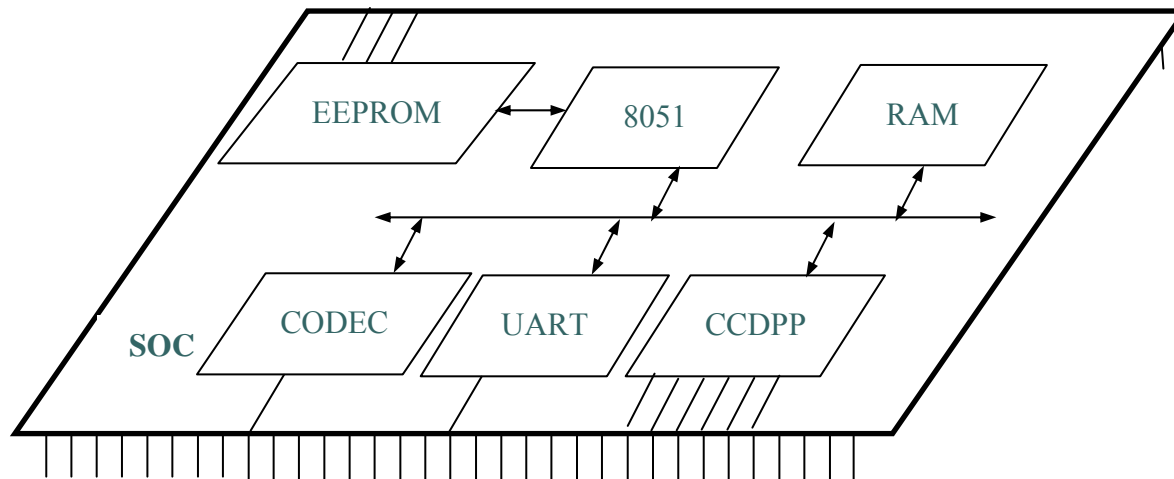 EEPROM
8051
RAM
CODEC
UART
CCDPP
SOC